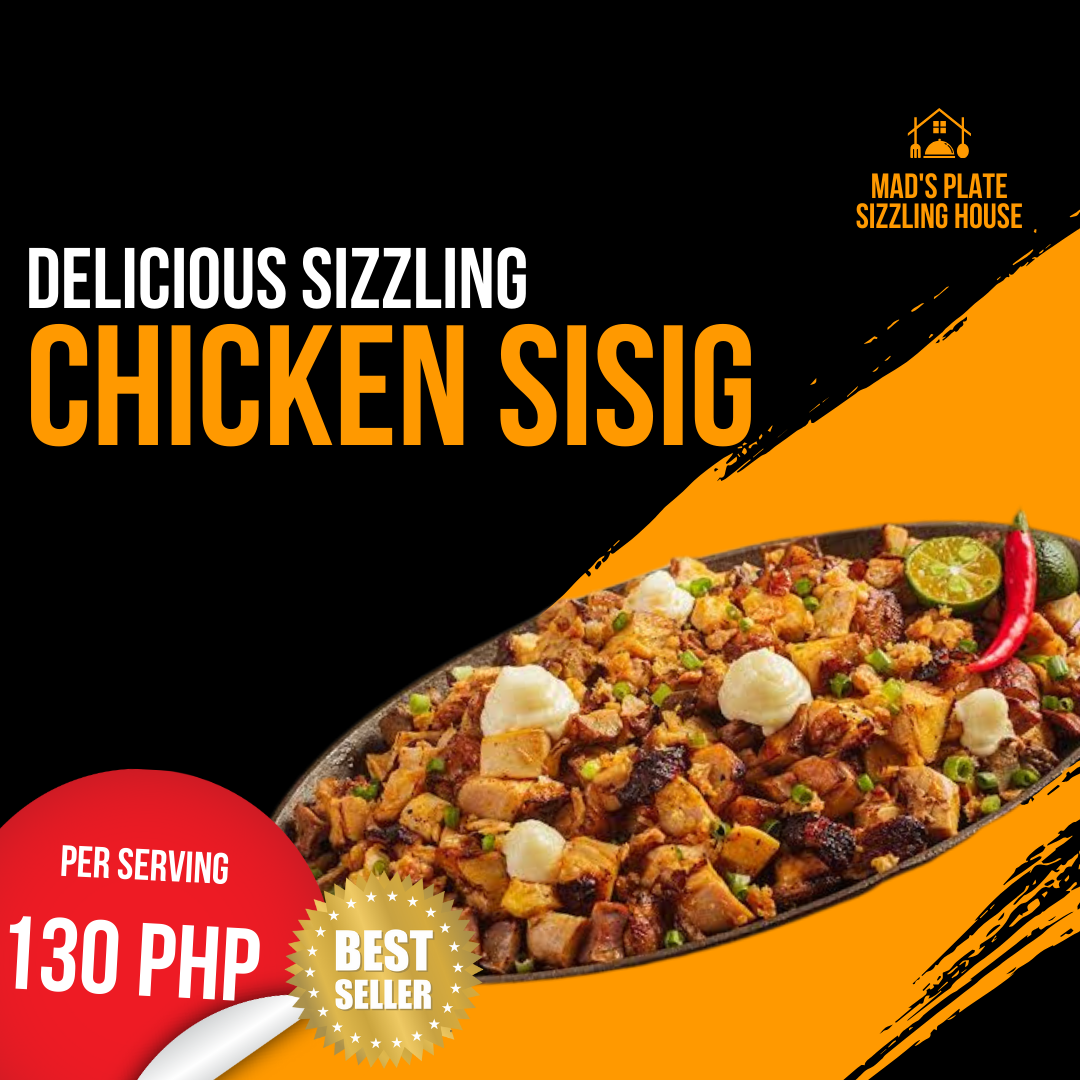 MAD'S PLATE
SIZZLING HOUSE
DELICIOUS SIZZLING
CHICKEN SISIG
PER SERVING
130 PHP
BEST
SELLER